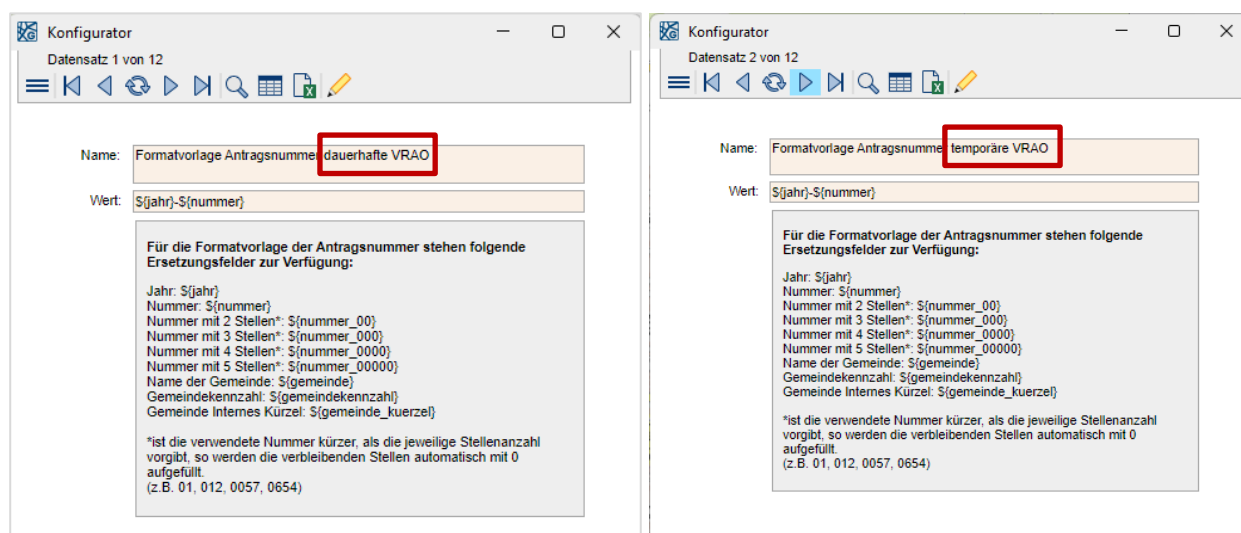 Konfigurator
Datensatz 1 von 12
Name: Formatvorlage Antragsnummer dauerhafte VRAO
Wert: ${jahr}-${nummer}
Für die Formatvorlage der Antragsnummer stehen folgende
Ersetzungsfelder zur Verfügung:
Jahr: ${jahr}
Nummer: ${nummer}
Nummer mit 2 Stellen*: ${nummer_00}
Nummer mit 3 Stellen*: ${nummer_000}
Nummer mit 4 Stellen*: ${nummer_0000}
Nummer mit 5 Stellen*: ${nummer_00000}
Name der Gemeinde: ${gemeinde}
Gemeindekennzahl: ${gemeindekennzahl}
Gemeinde Internes Kürzel: ${gemeinde_kuerzel}
*ist die verwendete Nummer kürzer, als die jeweilige Stellenanzahl
vorgibt, so werden die verbleibenden Stellen automatisch mit 0
aufgefüllt.
(z.B. 01, 012, 0057, 0654)
Konfigurator
Datensatz 2 von 12
Name: Formatvorlage Antragsnummer temporäre VRAO
Wert: ${jahr}-${nummer}
Für die Formatvorlage der Antragsnummer stehen folgende
Ersetzungsfelder zur Verfügung:
Jahr: ${jahr}
Nummer: ${nummer}
Nummer mit 2 Stellen*: ${nummer_00}
Nummer mit 3 Stellen*: ${nummer_000}
Nummer mit 4 Stellen*: ${nummer_0000}
Nummer mit 5 Stellen*: ${nummer_00000}
Name der Gemeinde: ${gemeinde}
Gemeindekennzahl: ${gemeindekennzahl}
Gemeinde Internes Kürzel: ${gemeinde_kuerzel}
*ist die verwendete Nummer kürzer, als die jeweilige Stellenanzahl
vorgibt, so werden die verbleibenden Stellen automatisch mit 0
aufgefüllt.
(z.B. 01, 012, 0057, 0654)